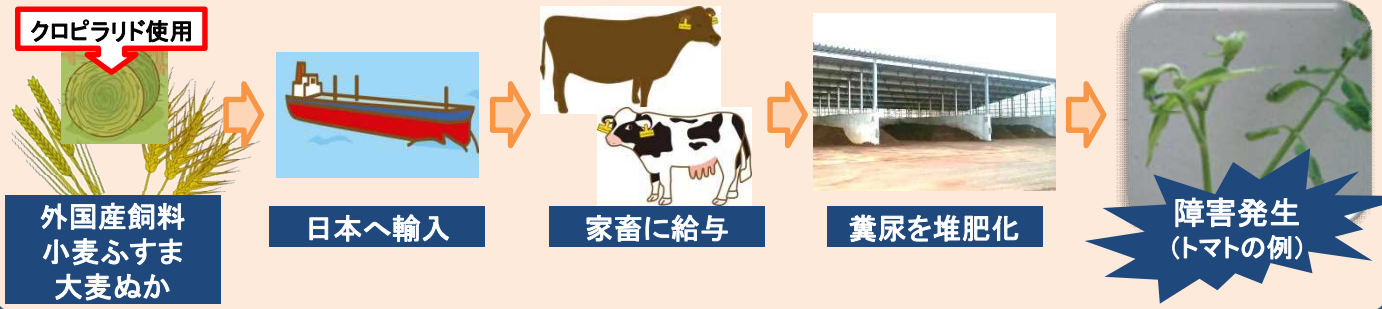 クロピラリド使用
外国産飼料
小麦ふすま
大麦ぬか
日本へ輸入
家畜に給与
糞尿を堆肥化
障害発生
(トマトの例)